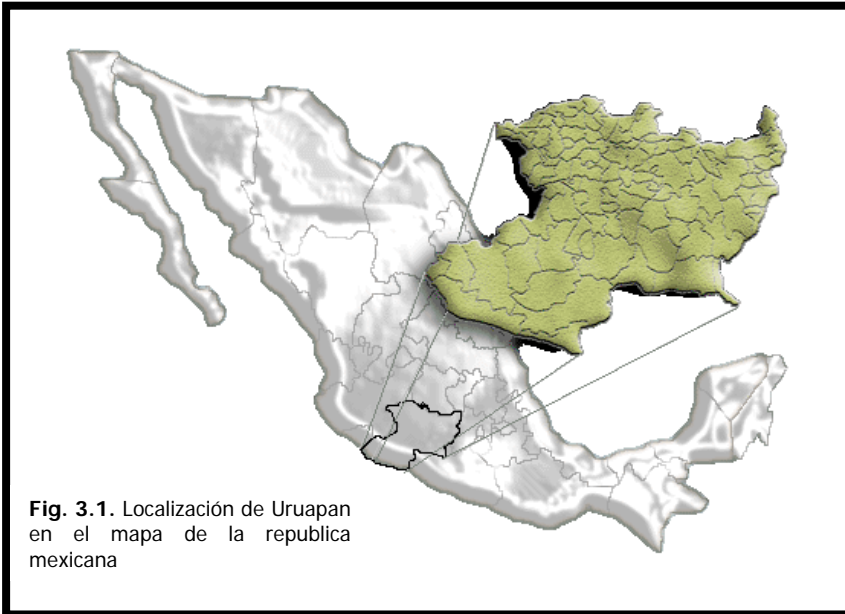 Fig. 3.1. Localización de Uruapan
en el mapa de la republica
mexicana